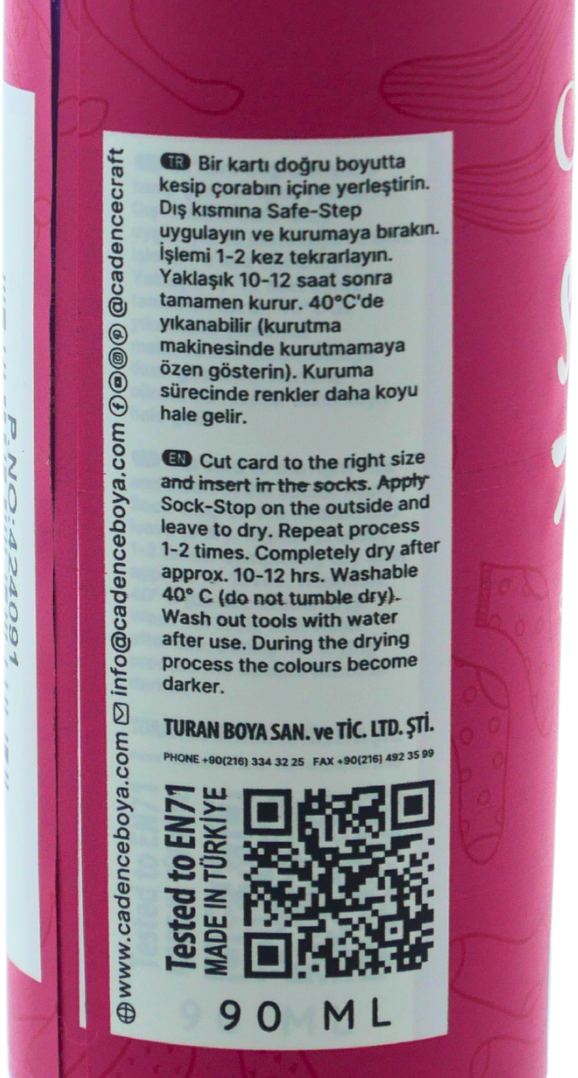 TR Bir kartı doğru boyutta
kesip çorabın içine yerleştirin.
Dış kısmına Safe-Step
uygulayın ve kurumaya bırakın.
İşlemi 1-2 kez tekrarlayın.
Yaklaşık 10-12 saat sonra
tamamen kurur. 40°C'de
yıkanabilir (kurutma
makinesinde kurutmamaya
özen gösterin). Kuruma
sürecinde renkler daha koyu
hale gelir.
EN Cut card to the right size
and insert in the socks. Apply
Sock-Stop on the outside and
leave to dry. Repeat process
1-2 times. Completely dry after
approx. 10-12 hrs. Washable
40° C (do not tumble dry).
Wash out tools with water
after use. During the drying
process the colours become
darker.
TURAN BOYA SAN. ve TİC. LTD. ŞTİ.
PHONE +90(216) 334 32 25 FAX +90(216) 492 35 99
Tested to EN71
MADE IN TÜRKİYE
90 ML
www.cadenceboya.com info@cadenceboya.com @cadencecraft
P.NO:424091